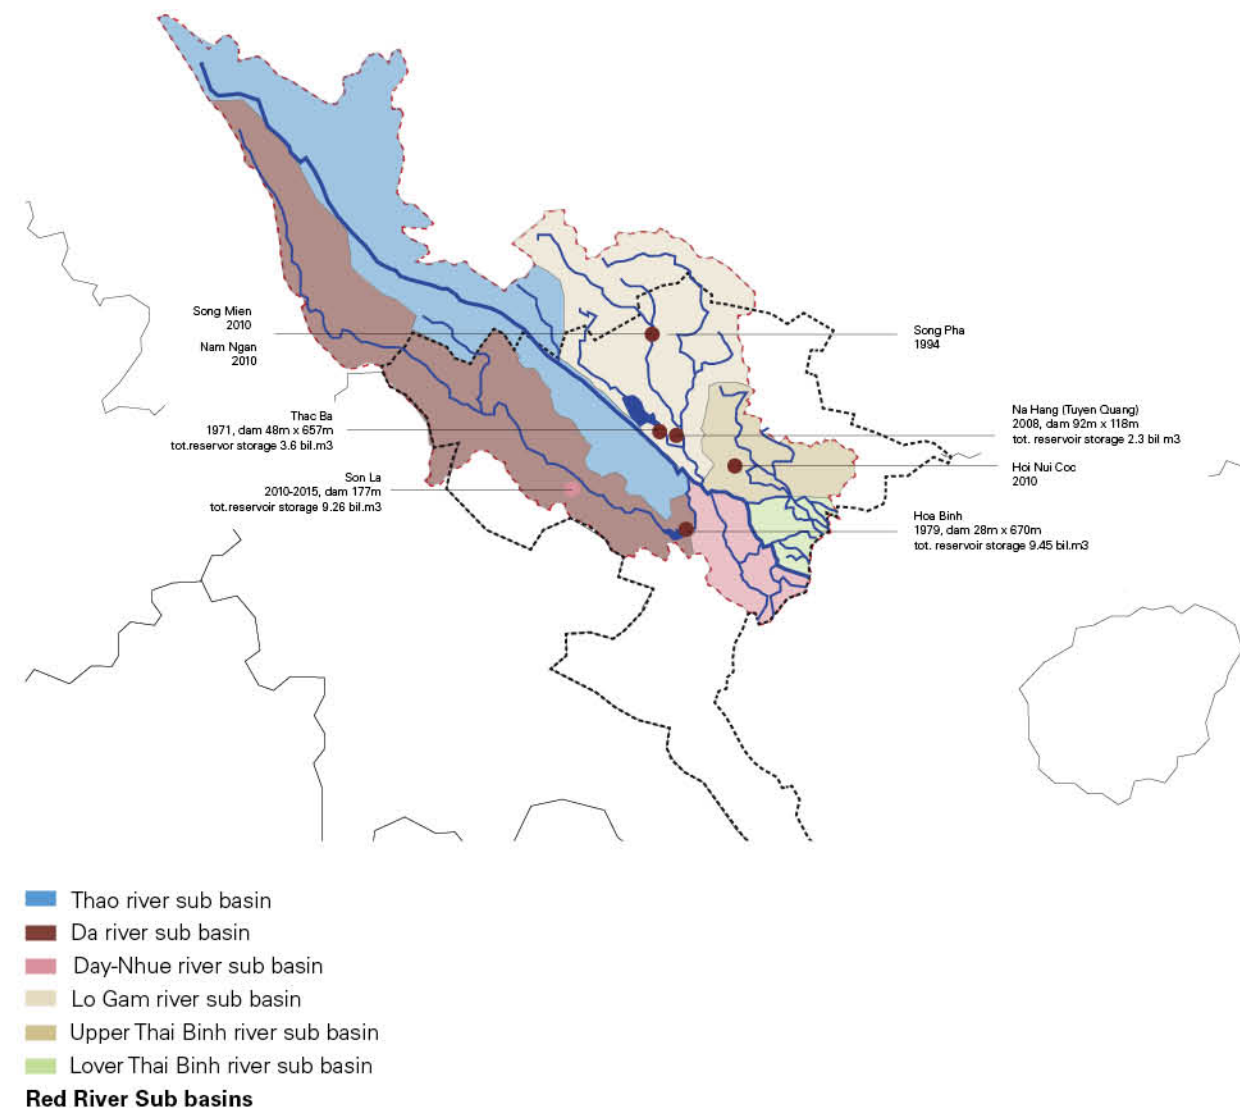 Song Mien
2010
Nam Ngan
2010
Thac Ba
1971, dam 48m x 657m
tot. reservor storage 3.6 bil.m3
Son La
2010-2015, dam 177m
tot.reservoir storage 9.26 bil.m3
Song Pha
1994
Na Hang (Tuyen Quang)
2008, dam 92m x 118m
tot. reservoir storage 2.3 bil m3
Hoi Nui Coc
2010
Hoa Binh
1979, dam 28m x 670m
tot. reservoir storage 9.45 bil.m3
Thao river sub basin
Da river sub basin
Day-Nhue river sub basin
Lo Gam river sub basin
Upper Thai Binh river sub basin
Lover Thai Binh river sub basin
Red River Sub basins